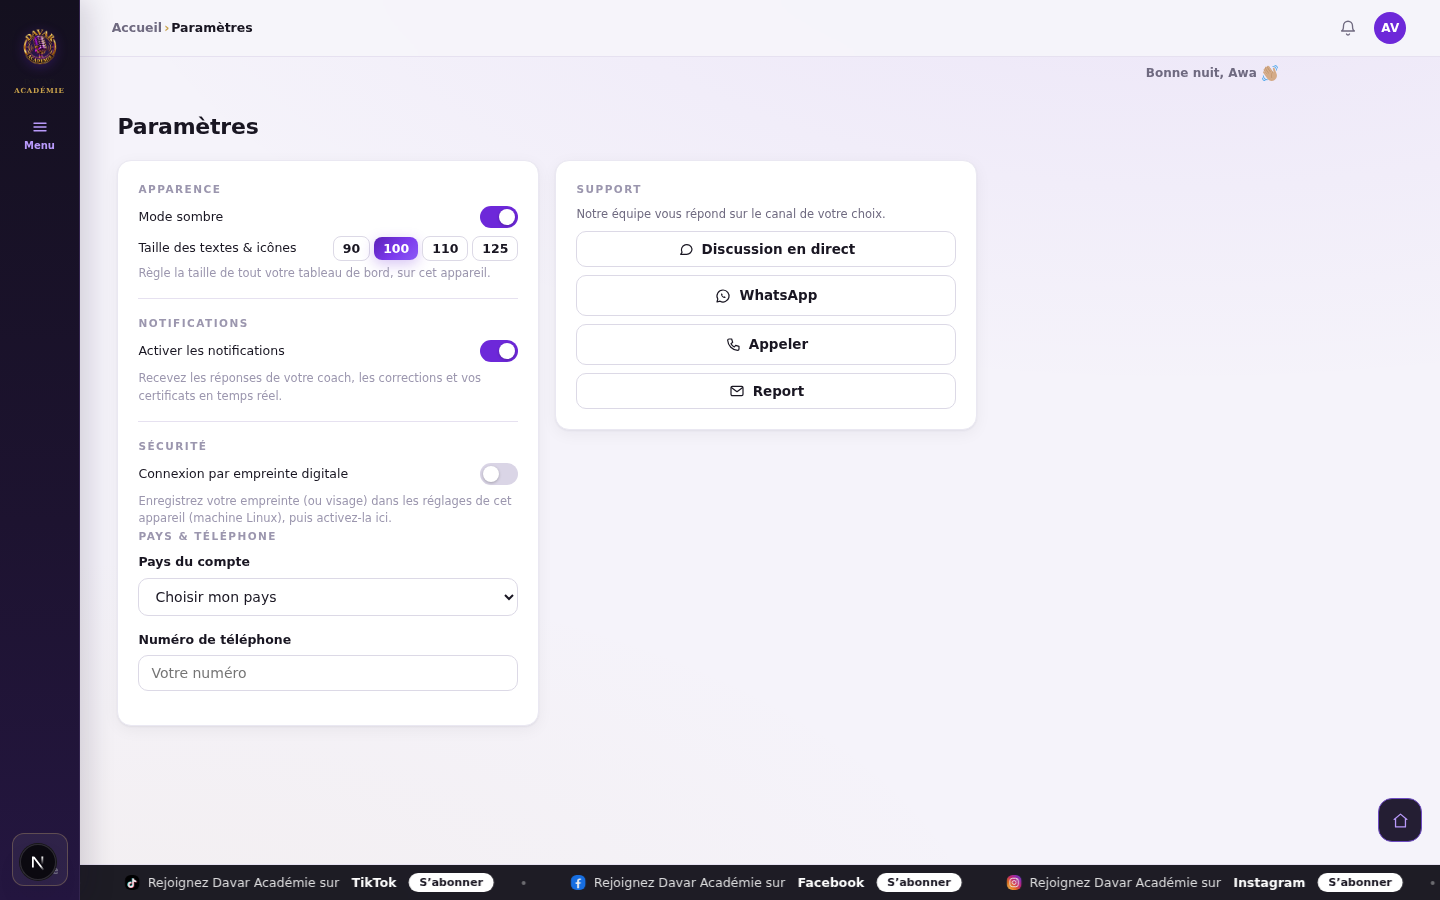 Accueil › Paramètres
AV
DAVAR
ACADÉMIE
Menu
Bonne nuit, Awa 👋🏽
Paramètres
APPARENCE
Mode sombre
Taille des textes & icônes 90 100 110 125
Règle la taille de tout votre tableau de bord, sur cet appareil.
NOTIFICATIONS
Activer les notifications
Recevez les réponses de votre coach, les corrections et vos
certificats en temps réel.
SÉCURITÉ
Connexion par empreinte digitale
Enregistrez votre empreinte (ou visage) dans les réglages de cet
appareil (machine Linux), puis activez-la ici.
PAYS & TÉLÉPHONE
Pays du compte
Choisir mon pays
Numéro de téléphone
Votre numéro
SUPPORT
Notre équipe vous répond sur le canal de votre choix.
Discussion en direct
WhatsApp
Appeler
Report
N
Rejoignez Davar Académie sur TikTok S’abonner • Rejoignez Davar Académie sur Facebook S’abonner Rejoignez Davar Académie sur Instagram S’abonner •